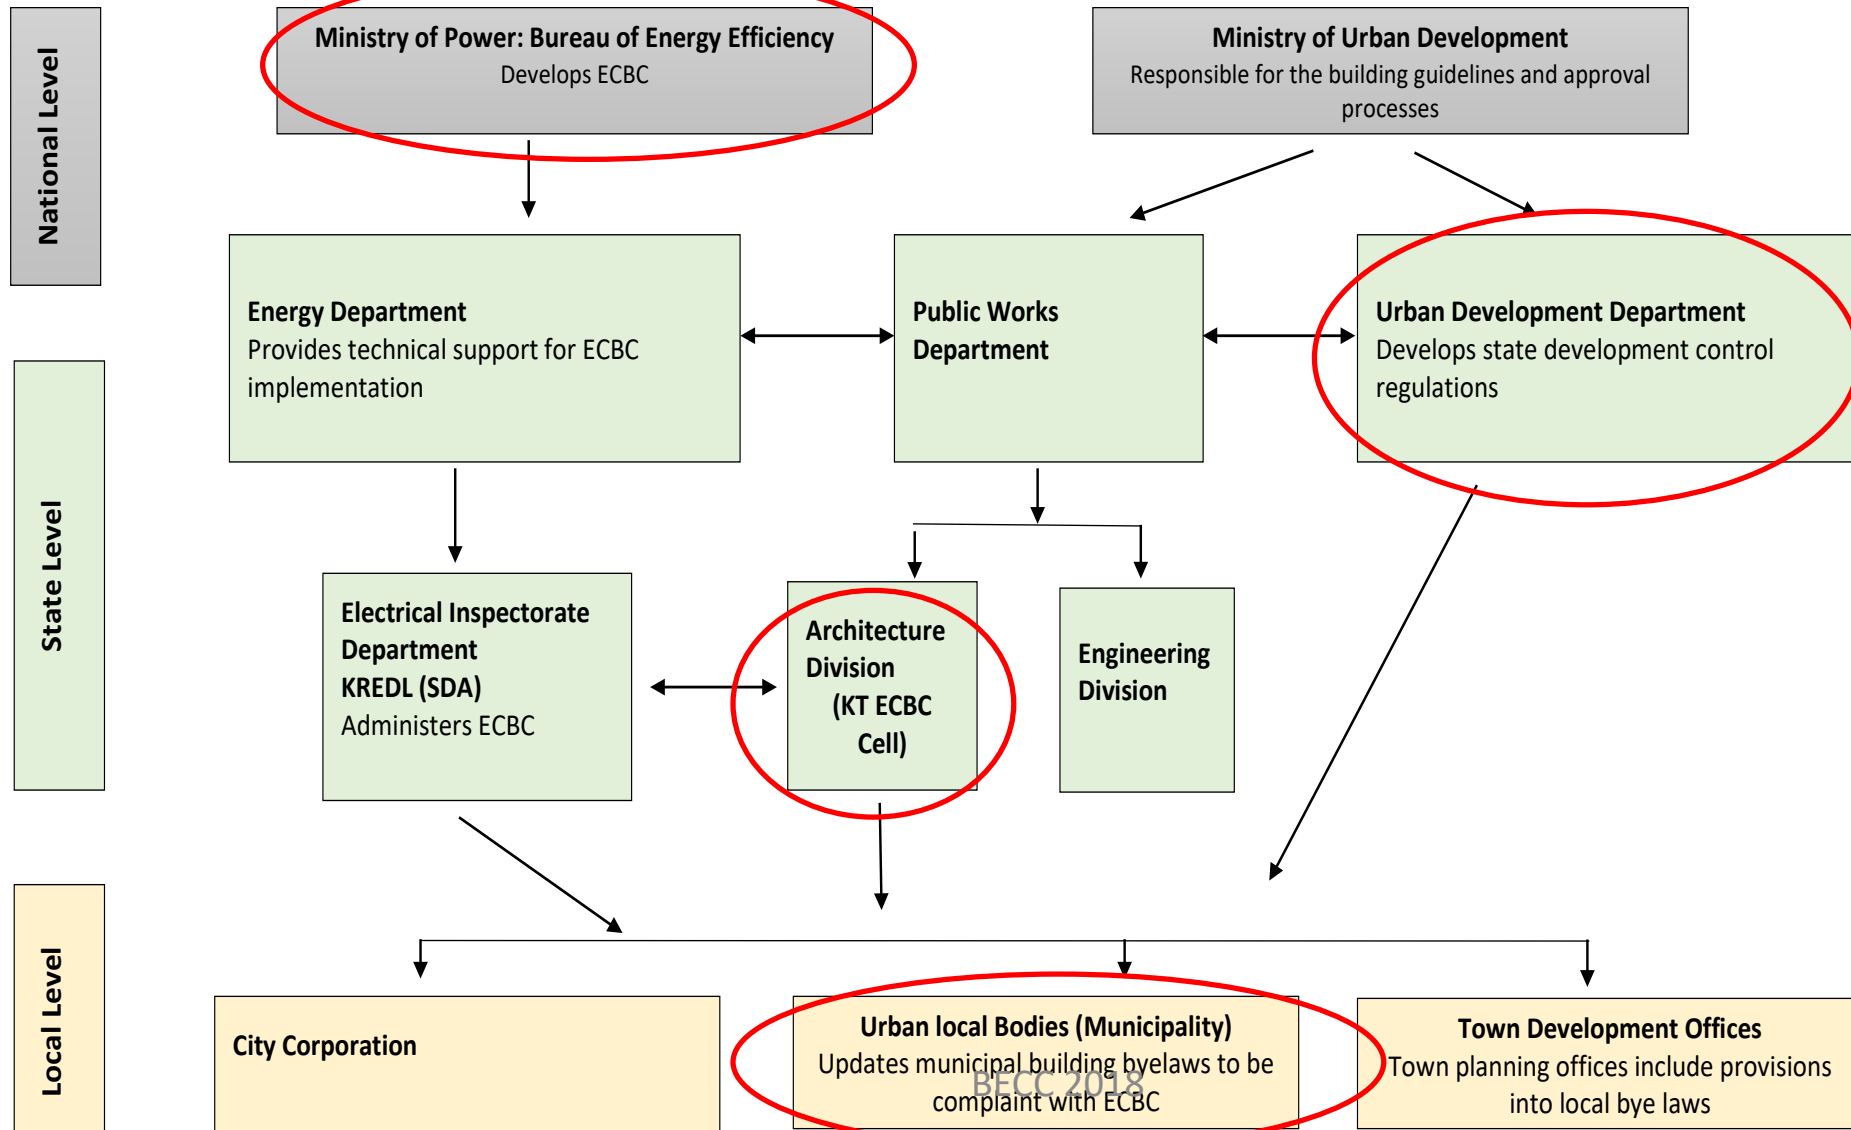 National Level
Ministry of Power: Bureau of Energy Efficiency
Develops ECBC
Ministry of Urban Development
Responsible for the building guidelines and approval
processes
State Level
Energy Department
Provides technical support for ECBC
implementation
Public Works
Department
Urban Development Department
Develops state development control
regulations
Electrical Inspectorate
Department
KREDL (SDA)
Administers ECBC
Architecture
Division
(KT ECBC
Cell)
Engineering
Division
Local Level
City Corporation
Urban local Bodies (Municipality)
Updates municipal building byelaws to be
complaint with ECBC
BECC 2018
Town Development Offices
Town planning offices include provisions
into local bye laws